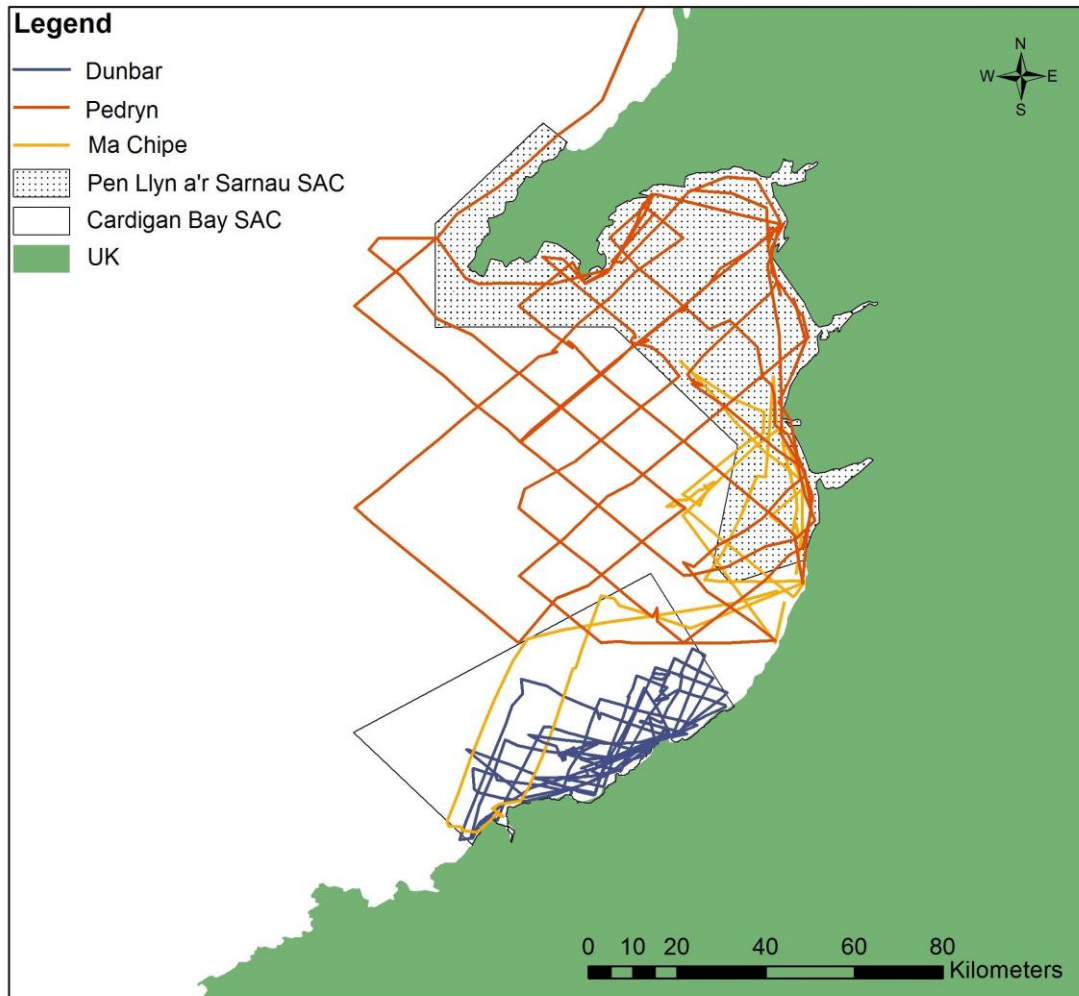 Legend
Dunbar
Pedryn
Ma Chipe
Pen Llyn a'r Sarnau SAC
Cardigan Bay SAC
UK
N
W E
S
0 10 20 40 60 80
Kilometers